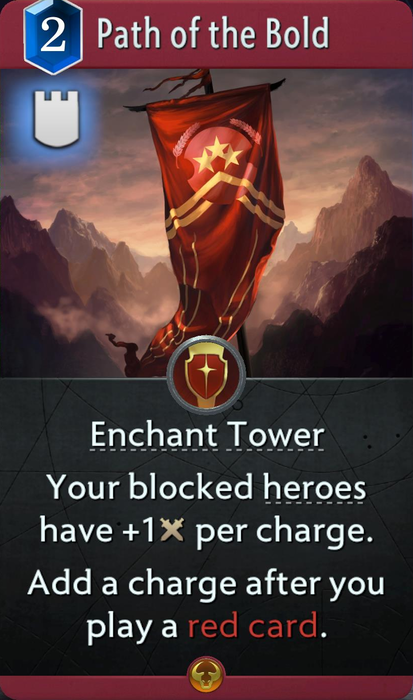 2
Path of the Bold
Enchant Tower
Your blocked heroes
have +1 per charge.
Add a charge after you
play a red card.